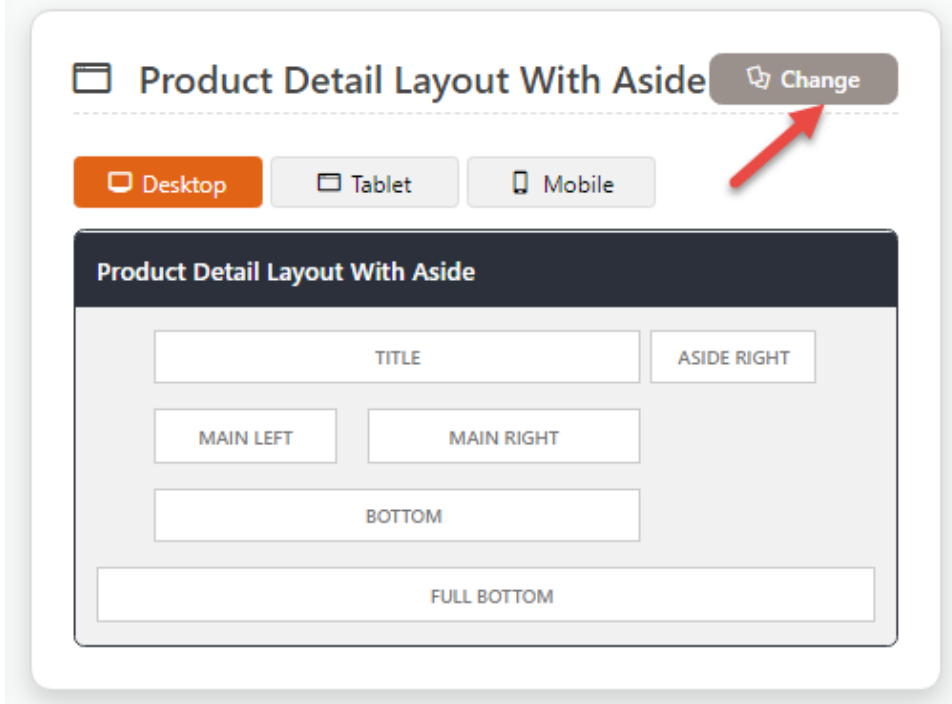 Product Detail Layout With Aside Change
Desktop Tablet Mobile
Product Detail Layout With Aside
TITLE ASIDE RIGHT
MAIN LEFT MAIN RIGHT
BOTTOM
FULL BOTTOM